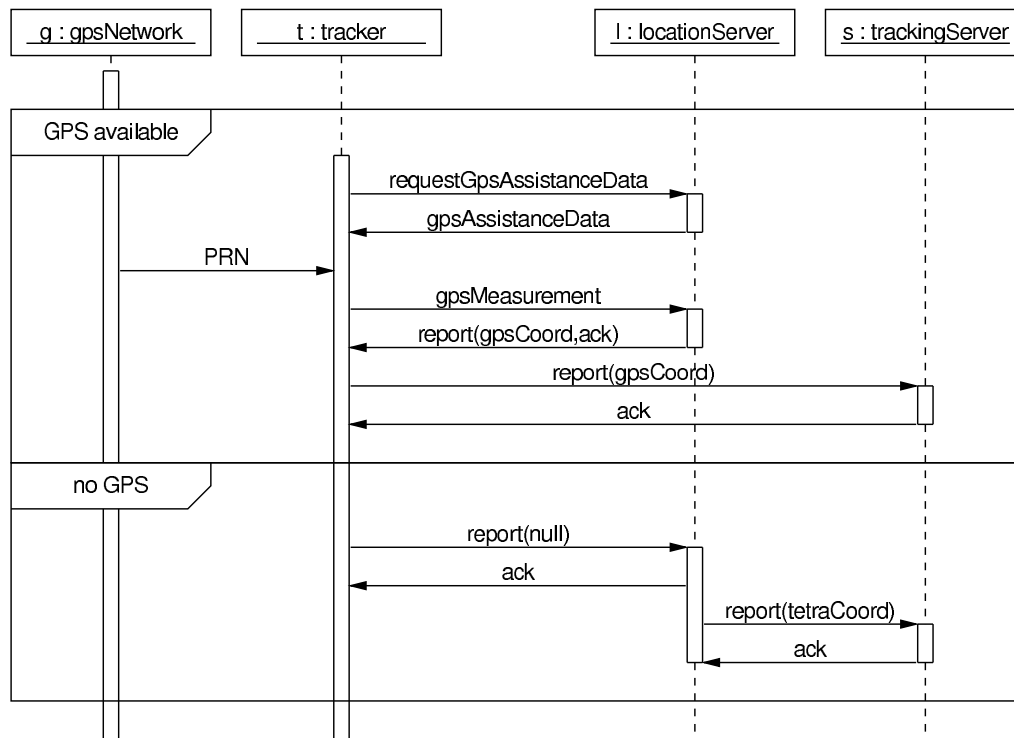 g : gpsNetwork
t : tracker
l : locationServer
s : trackingServer
GPS available
requestGpsAssistanceData
gpsAssistanceData
PRN
gpsMeasurement
report(gpsCoord,ack)
report(gpsCoord)
ack
no GPS
report(null)
ack
report(tetraCoord)
ack